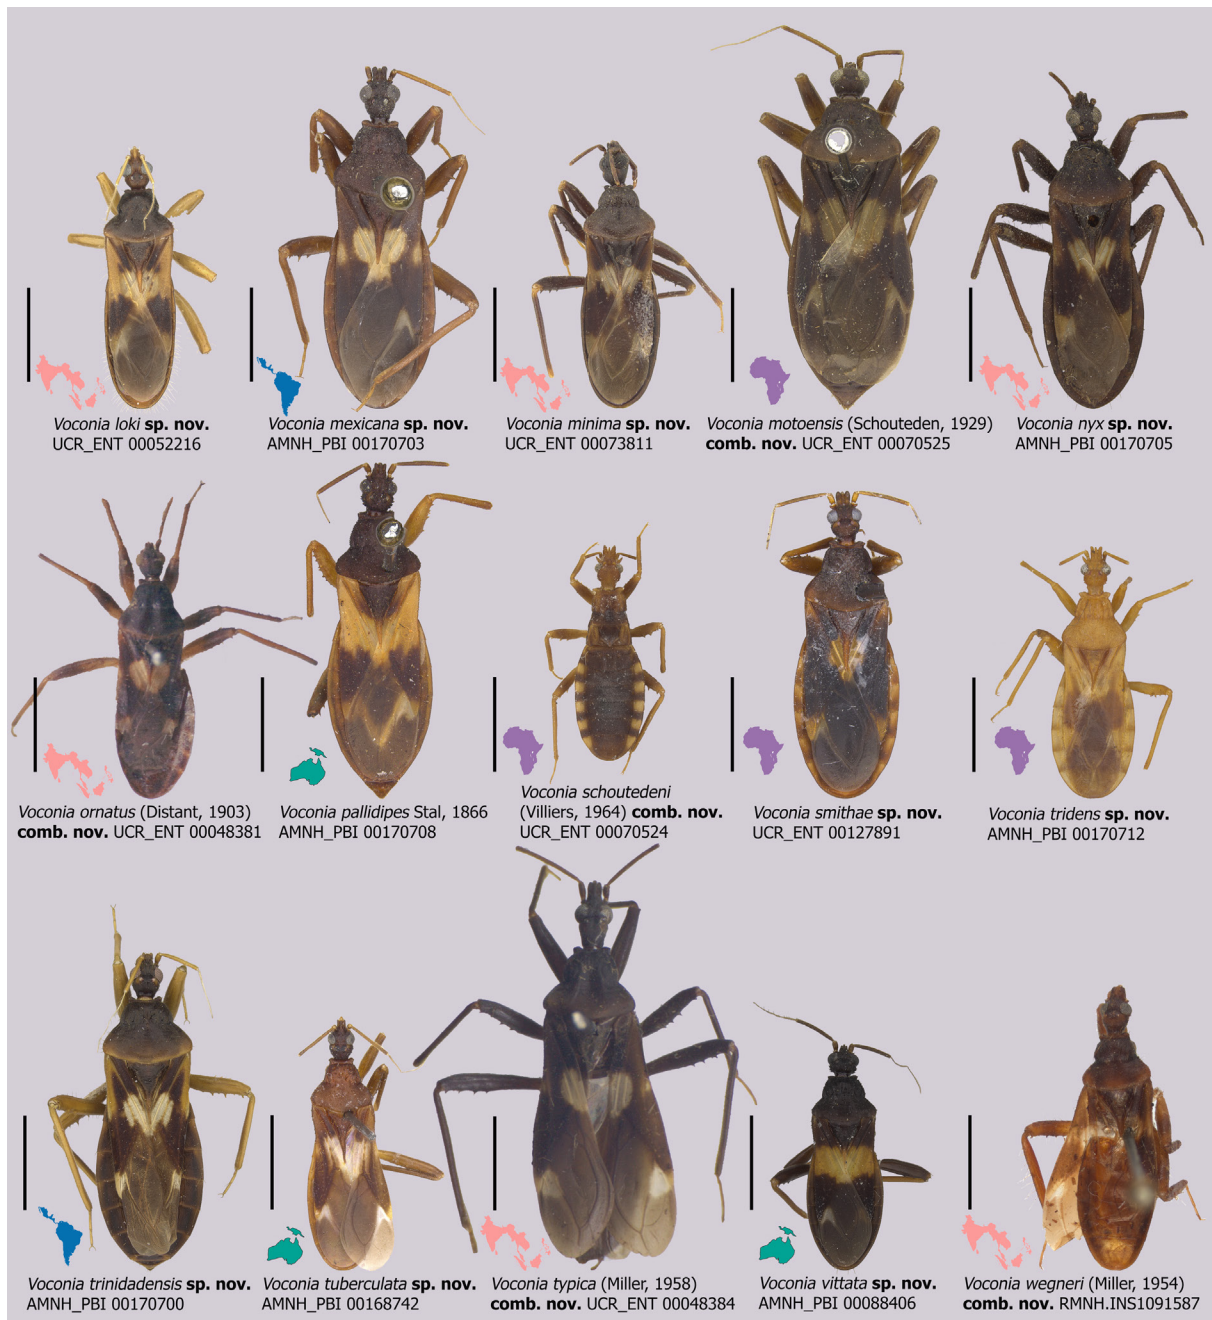 Voconia loki sp. nov.
UCR_ENT 00052216
Voconia mexicana sp. nov.
AMNH_PBI 00170703
Voconia minima sp. nov.
UCR_ENT 00073811
Voconia motoensis (Schouteden, 1929)
comb. nov. UCR_ENT 00070525
Voconia nyx sp. nov.
AMNH_PBI 00170705
Voconia ornatus (Distant, 1903)
comb. nov. UCR_ENT 00048381
Voconia pallidipes Stal, 1866
AMNH_PBI 00170708
Voconia schoutedeni
(Villiers, 1964) comb. nov.
UCR_ENT 00070524
Voconia smithae sp. nov.
UCR_ENT 00127891
Voconia tridens sp. nov.
AMNH_PBI 00170712
Voconia trinidadensis sp. nov.
AMNH_PBI 00170700
Voconia tuberculata sp. nov.
AMNH_PBI 00168742
Voconia typica (Miller, 1958)
comb. nov. UCR_ENT 00048384
Voconia vittata sp. nov.
AMNH_PBI 00088406
Voconia wegneri (Miller, 1954)
comb. nov. RMNH.INS1091587